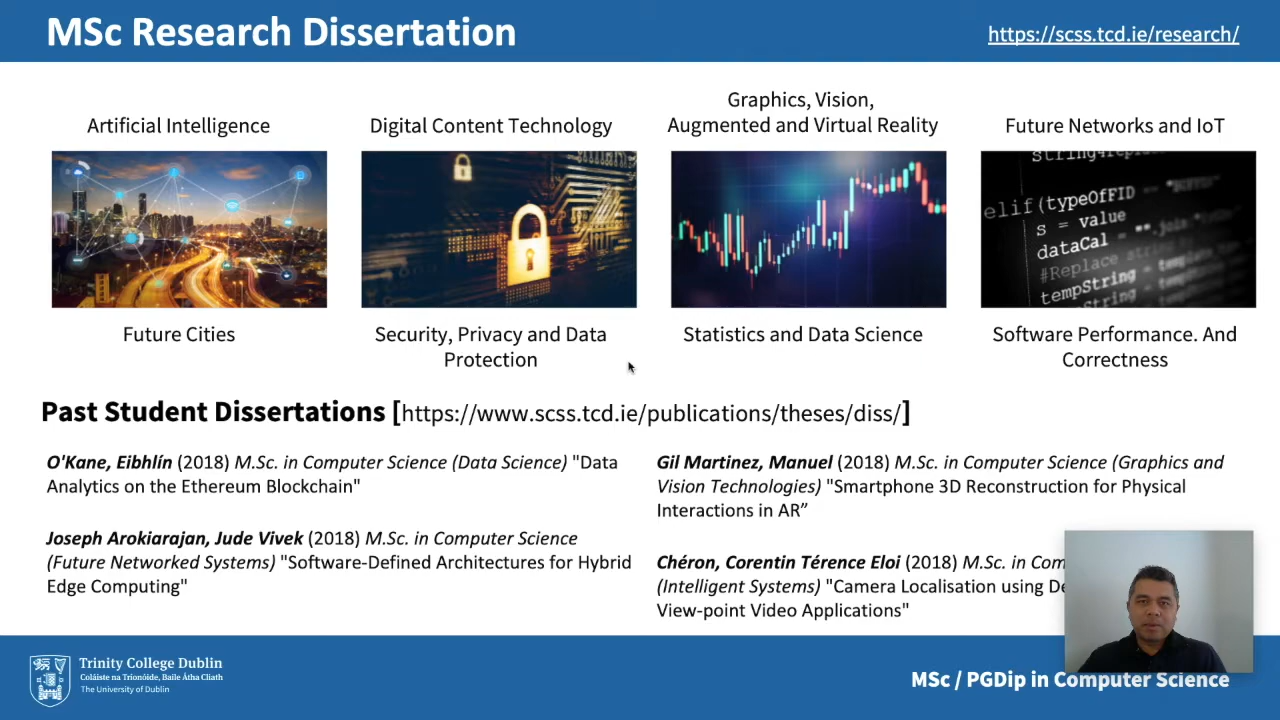 MSc Research Dissertation
https://scss.tcd.ie/research/
Artificial Intelligence
Digital Content Technology
Graphics, Vision,
Augmented and Virtual Reality
Future Networks and IoT
elif(typeOfFID
s = value
dataCal =
#Replace
tempString =
Future Cities
Security, Privacy and Data
Protection
Statistics and Data Science
Software Performance. And
Correctness
Past Student Dissertations [https://www.scss.tcd.ie/publications/theses/diss/]
O'Kane, Eibhlín (2018) M.Sc. in Computer Science (Data Science) "Data
Analytics on the Ethereum Blockchain"
Joseph Arokiarajan, Jude Vivek (2018) M.Sc. in Computer Science
(Future Networked Systems) "Software-Defined Architectures for Hybrid
Edge Computing"
Gil Martinez, Manuel (2018) M.Sc. in Computer Science (Graphics and
Vision Technologies) "Smartphone 3D Reconstruction for Physical
Interactions in AR”
Chéron, Corentin Térence Eloi (2018) M.Sc. in
(Intelligent Systems) "Camera Localisation using
View-point Video Applications"
Trinity College Dublin
Coláiste na Tríonóide, Baile Átha Cliath
The University of Dublin
MSc / PGDip in Computer Science